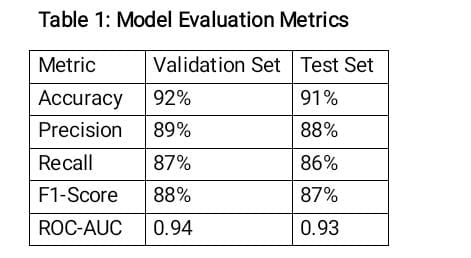 Table 1: Model Evaluation Metrics
Metric Validation Set Test Set
Accuracy 92% 91%
Precision 89% 88%
Recall 87% 86%
F1-Score 88% 87%
ROC-AUC 0.94 0.93